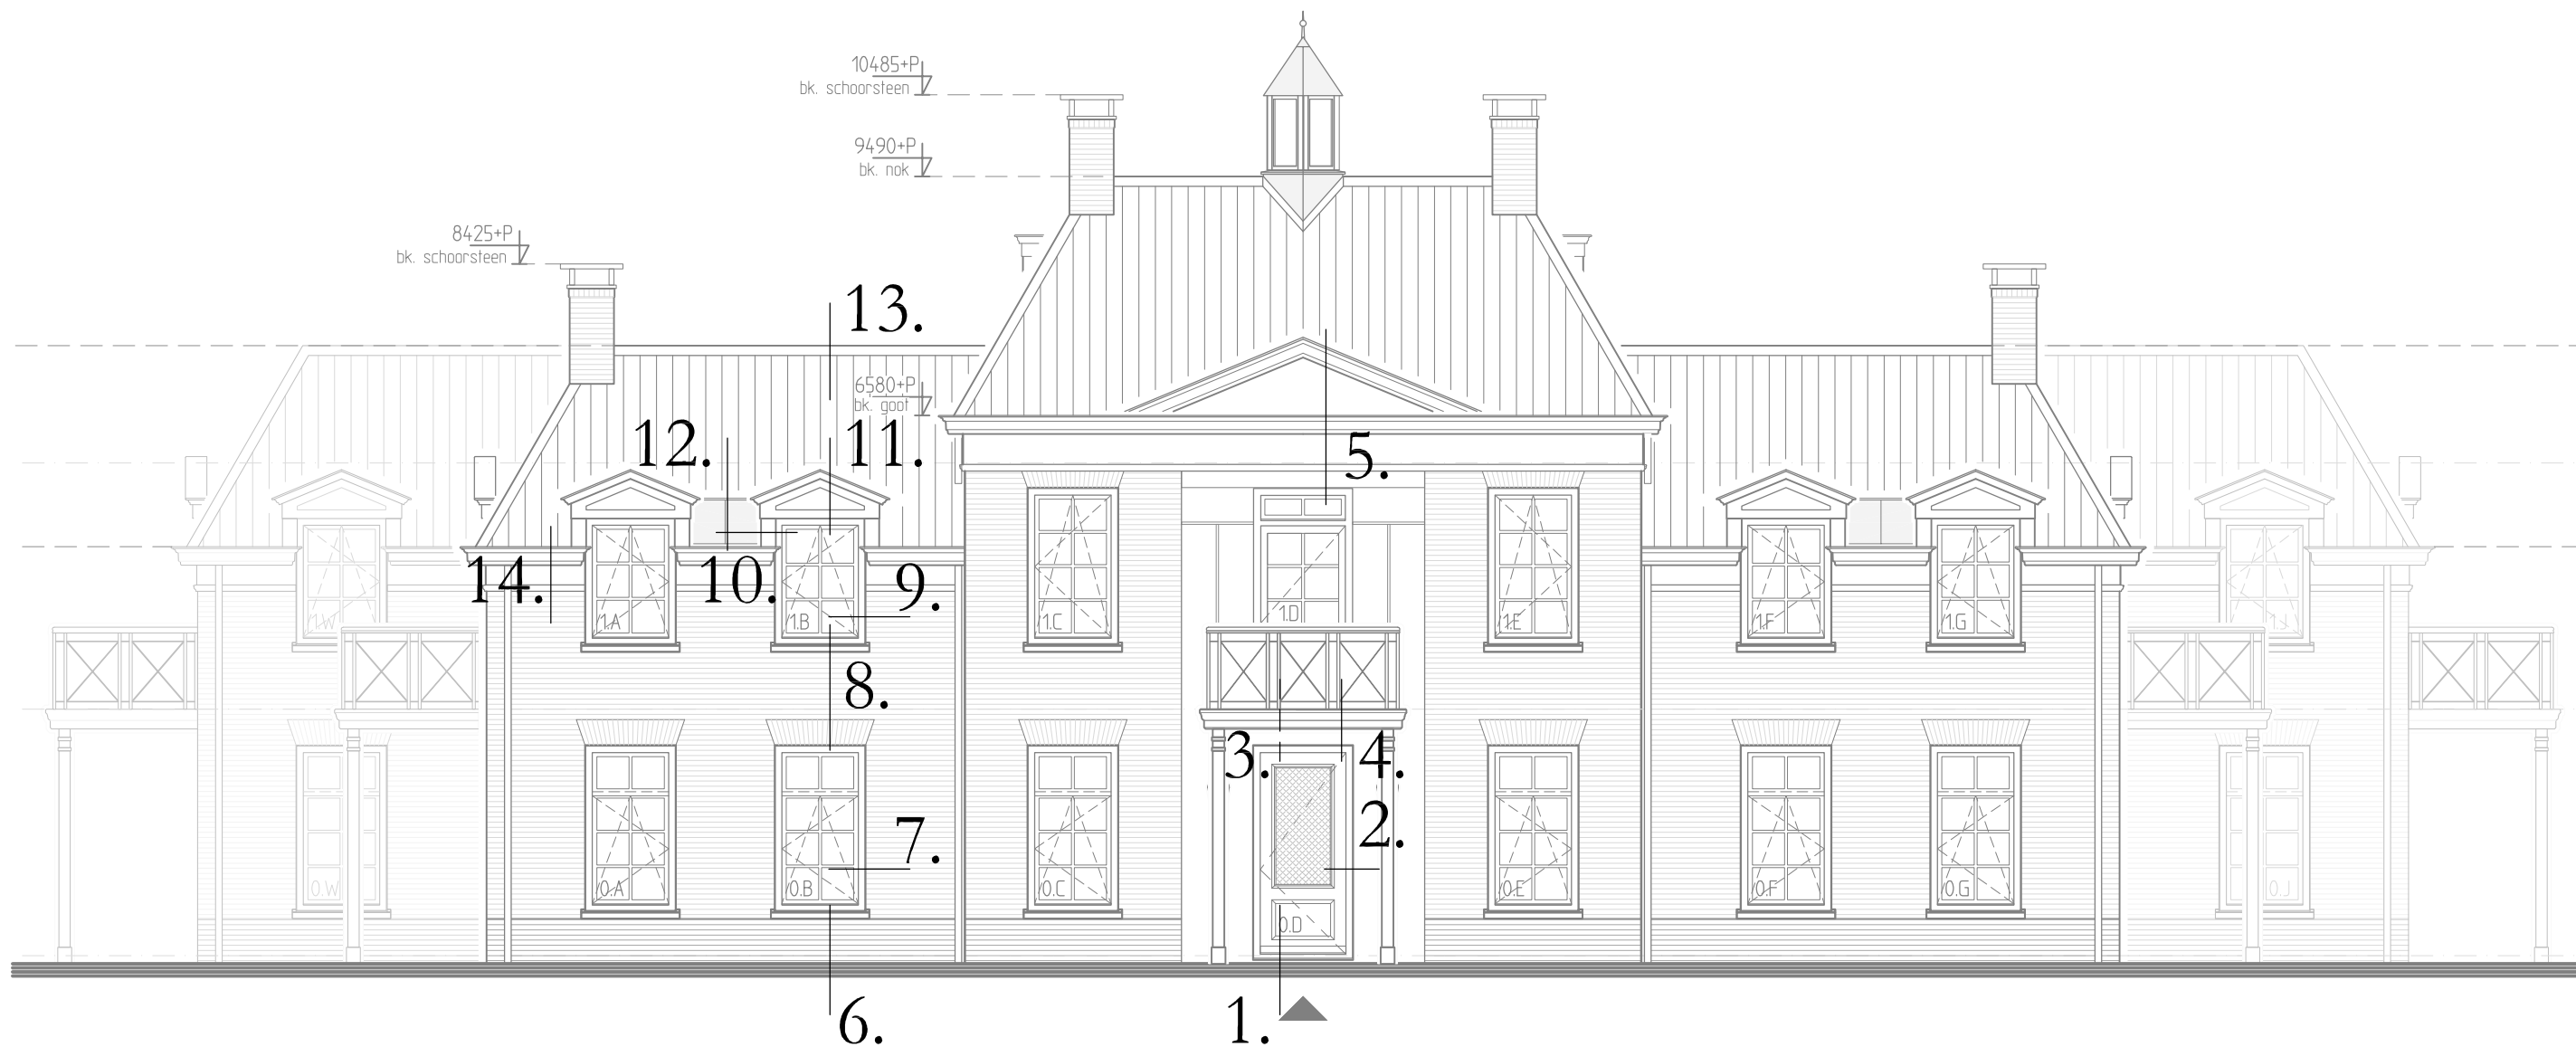 10485+P
bk. schoorsteen
9490+P
bk. nok
8425+P
bk. schoorsteen
13.
6580+P
bk. goot
12.
11.
5.
14.
10.
9.
1.W
1.A
1.B
1.C
1.D
1.E
1.F
1.G
1.J
8.
3.
4.
7.
2.
0.W
0.A
0.B
0.C
0.D
0.E
0.F
0.G
0.J
6.
1.